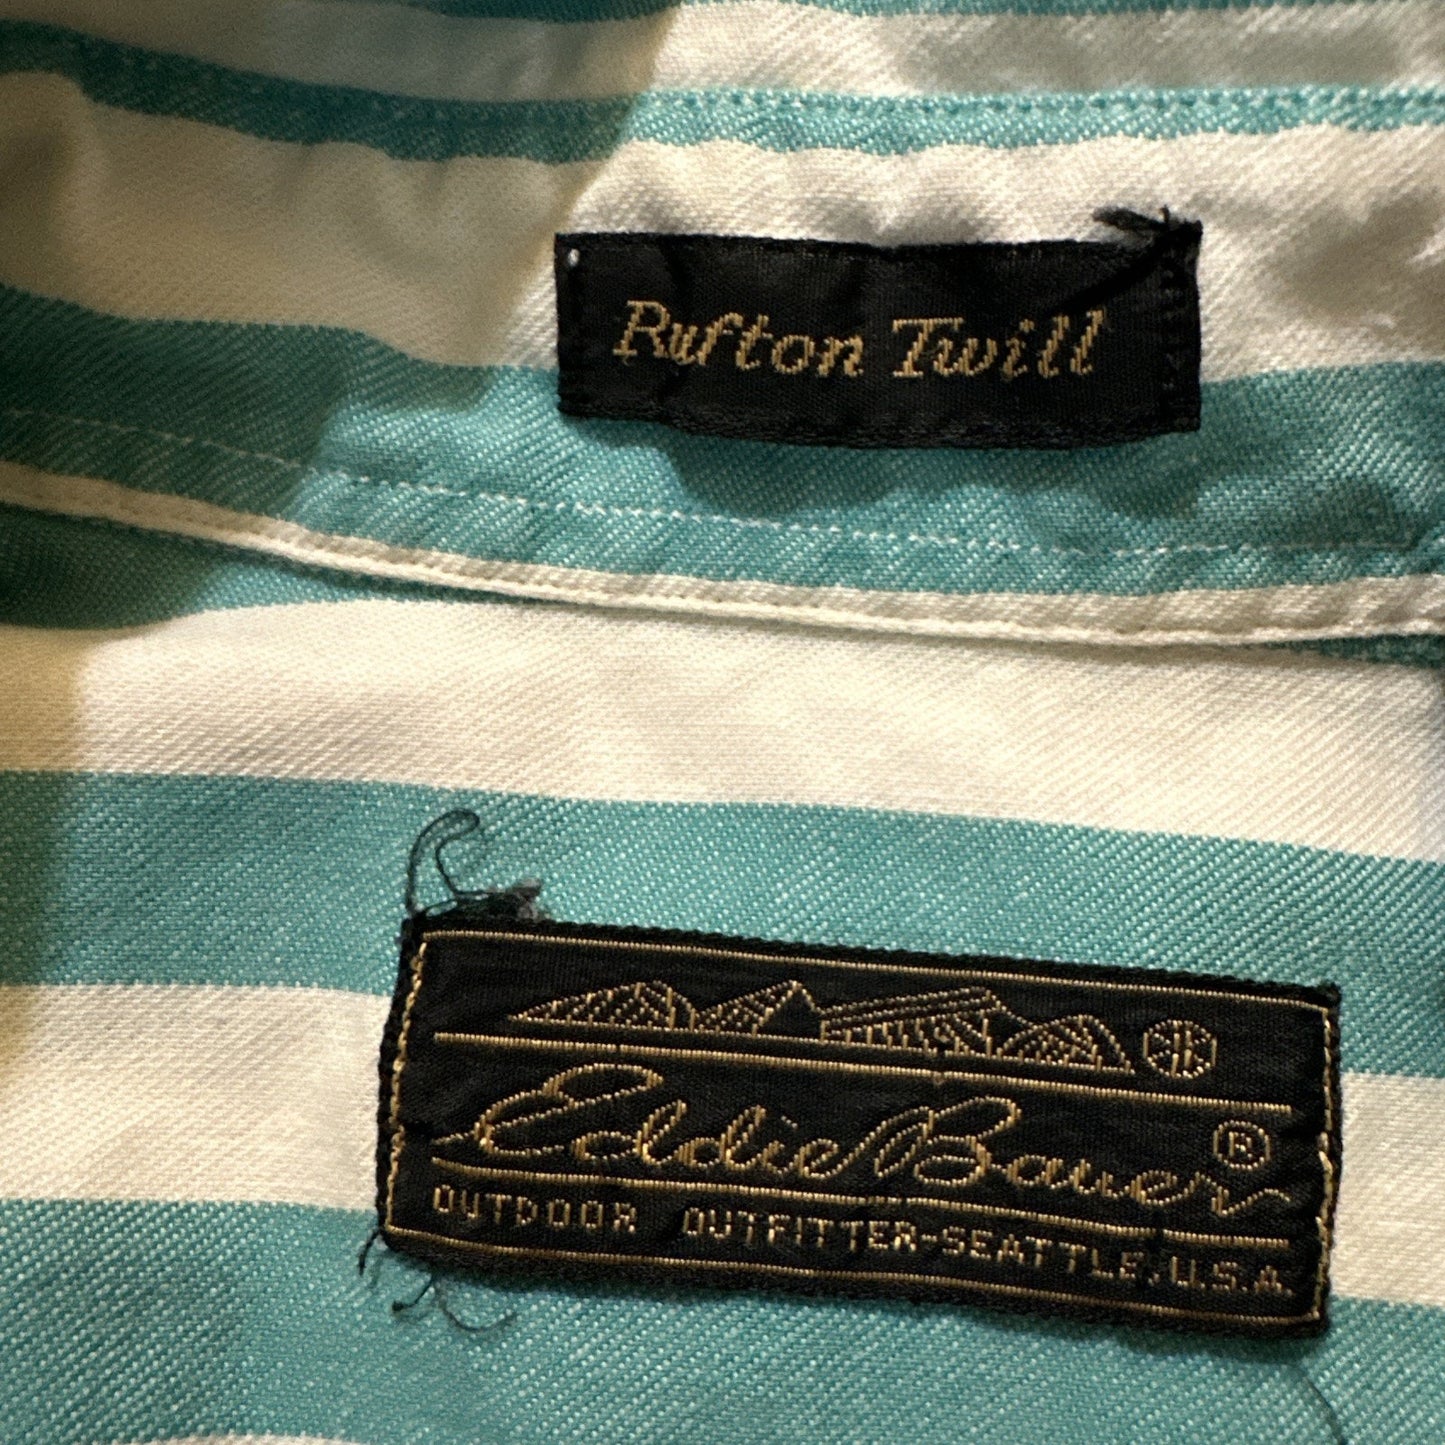 Rufton Twill
Eddie Bauer ®
OUTDOOR OUTFITTER-SEATTLE,U.S.A.